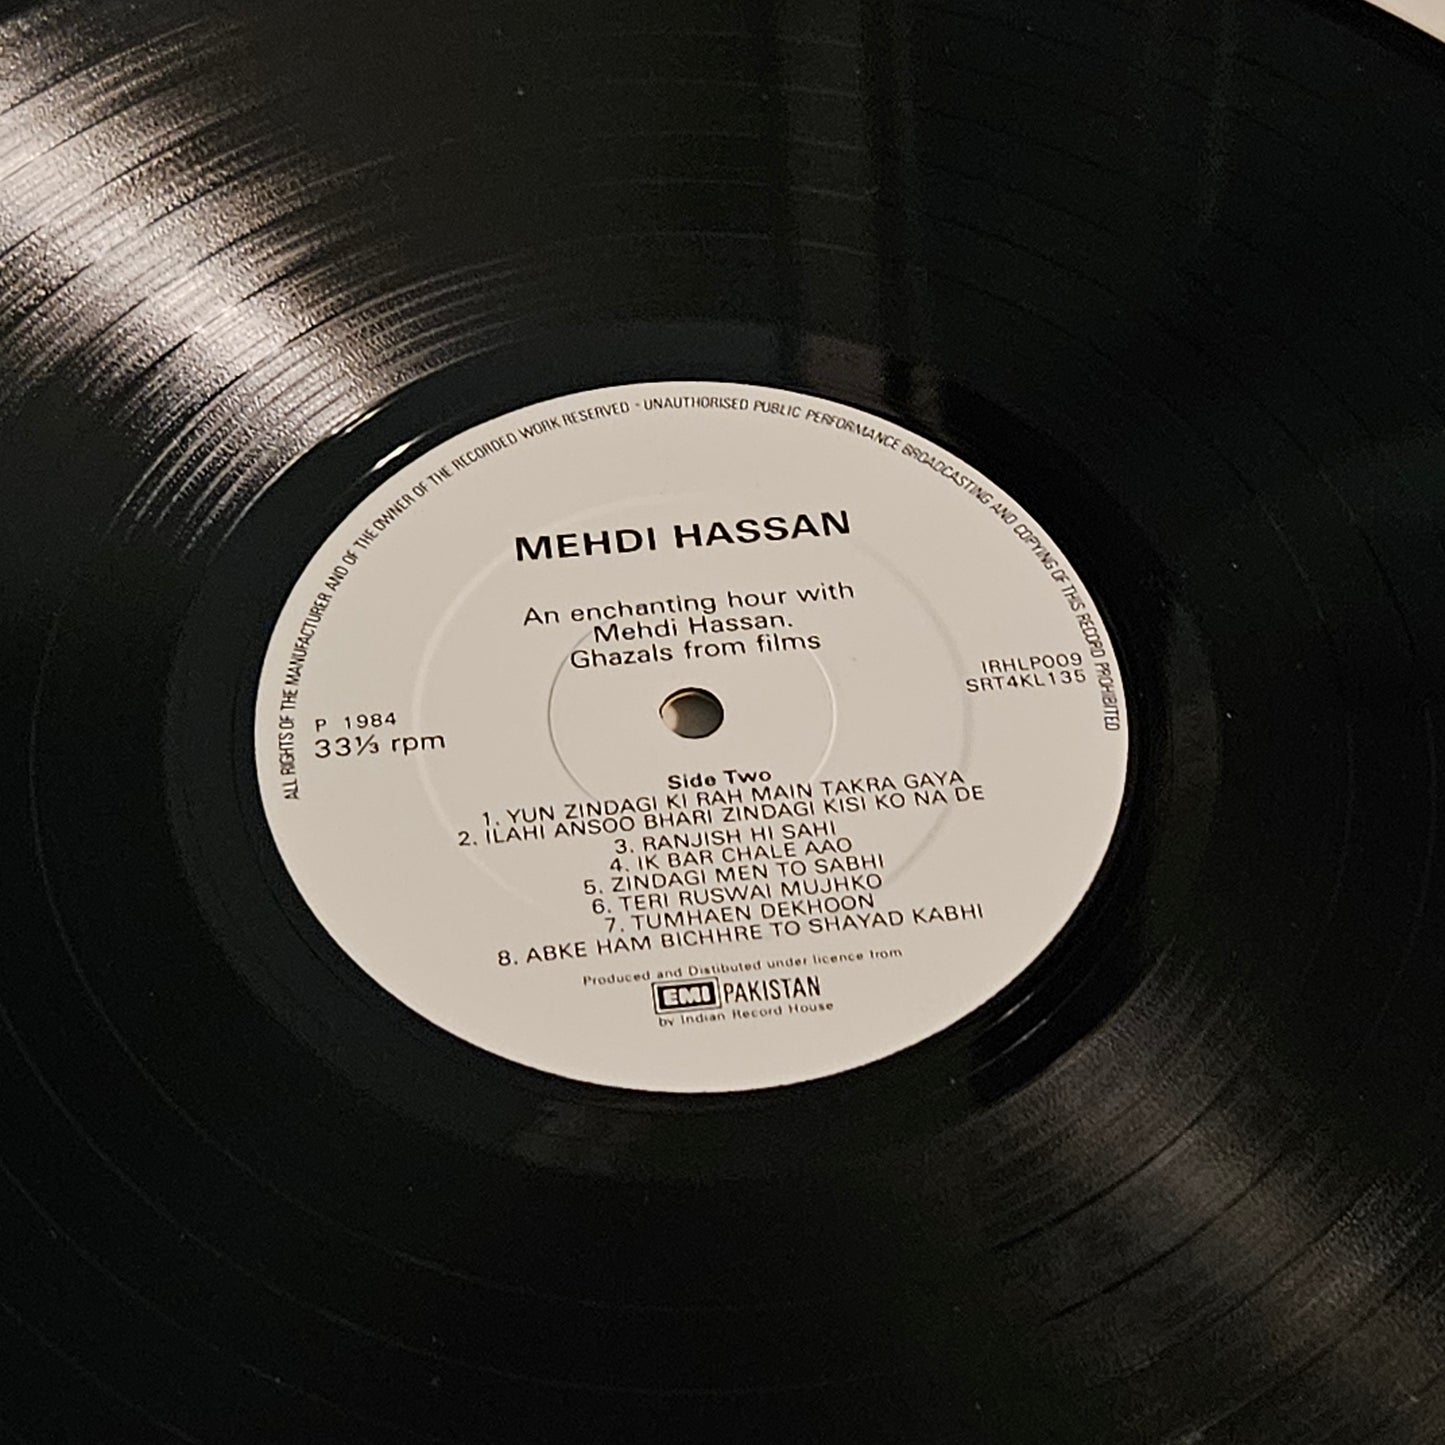 ALL RIGHTS OF THE MANUFACTURER AND OF THE OWNER OF THE RECORDED WORK RESERVED - UNAUTHORISED PUBLIC PERFORMANCE BROADCASTING AND COPYING OF THIS RECORD PROHIBITED
MEHDI HASSAN
An enchanting hour with
Mehdi Hassan.
Ghazals from films
IRHLP009
SRT4KL135
P 1984
33⅓ rpm
Side Two
1. YUN ZINDAGI KI RAH MAIN TAKRA GAYA
2. ILAHI ANSOO BHARI ZINDAGI KISI KO NA DE
3. RANJISH HI SAHI
4. IK BAR CHALE AAO
5. ZINDAGI MEN TO SABHI
6. TERI RUSWAI MUJHKO
7. TUMHAEN DEKHOON
8. ABKE HAM BICHHRE TO SHAYAD KABHI
Produced and Distibuted under licence from
EMI PAKISTAN
by Indian Record House